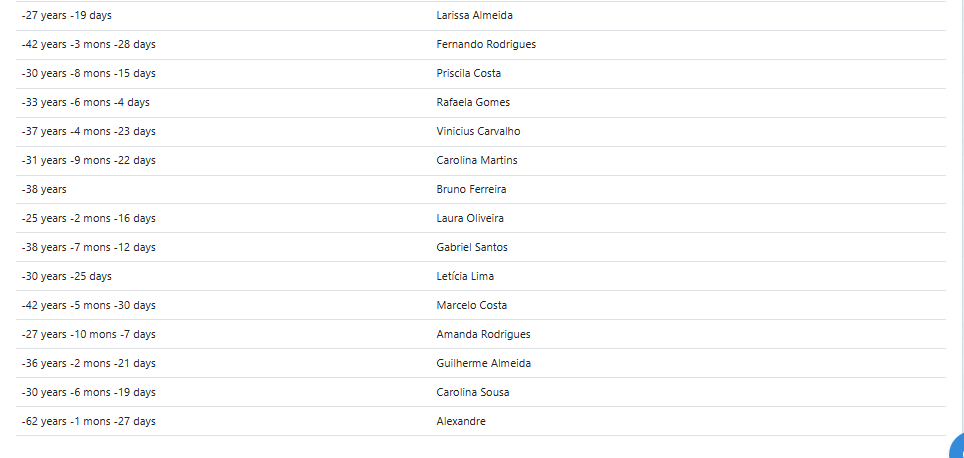 -27 years -19 days Larissa Almeida
-42 years -3 mons -28 days Fernando Rodrigues
-30 years -8 mons -15 days Priscila Costa
-33 years -6 mons -4 days Rafaela Gomes
-37 years -4 mons -23 days Vinicius Carvalho
-31 years -9 mons -22 days Carolina Martins
-38 years Bruno Ferreira
-25 years -2 mons -16 days Laura Oliveira
-38 years -7 mons -12 days Gabriel Santos
-30 years -25 days Letícia Lima
-42 years -5 mons -30 days Marcelo Costa
-27 years -10 mons -7 days Amanda Rodrigues
-36 years -2 mons -21 days Guilherme Almeida
-30 years -6 mons -19 days Carolina Sousa
-62 years -1 mons -27 days Alexandre